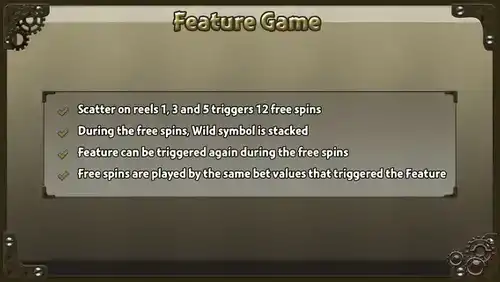 Feature Game
Scatter on reels 1, 3 and 5 triggers 12 free spins
During the free spins, Wild symbol is stacked
Feature can be triggered again during the free spins
Free spins are played by the same bet values that triggered the Feature